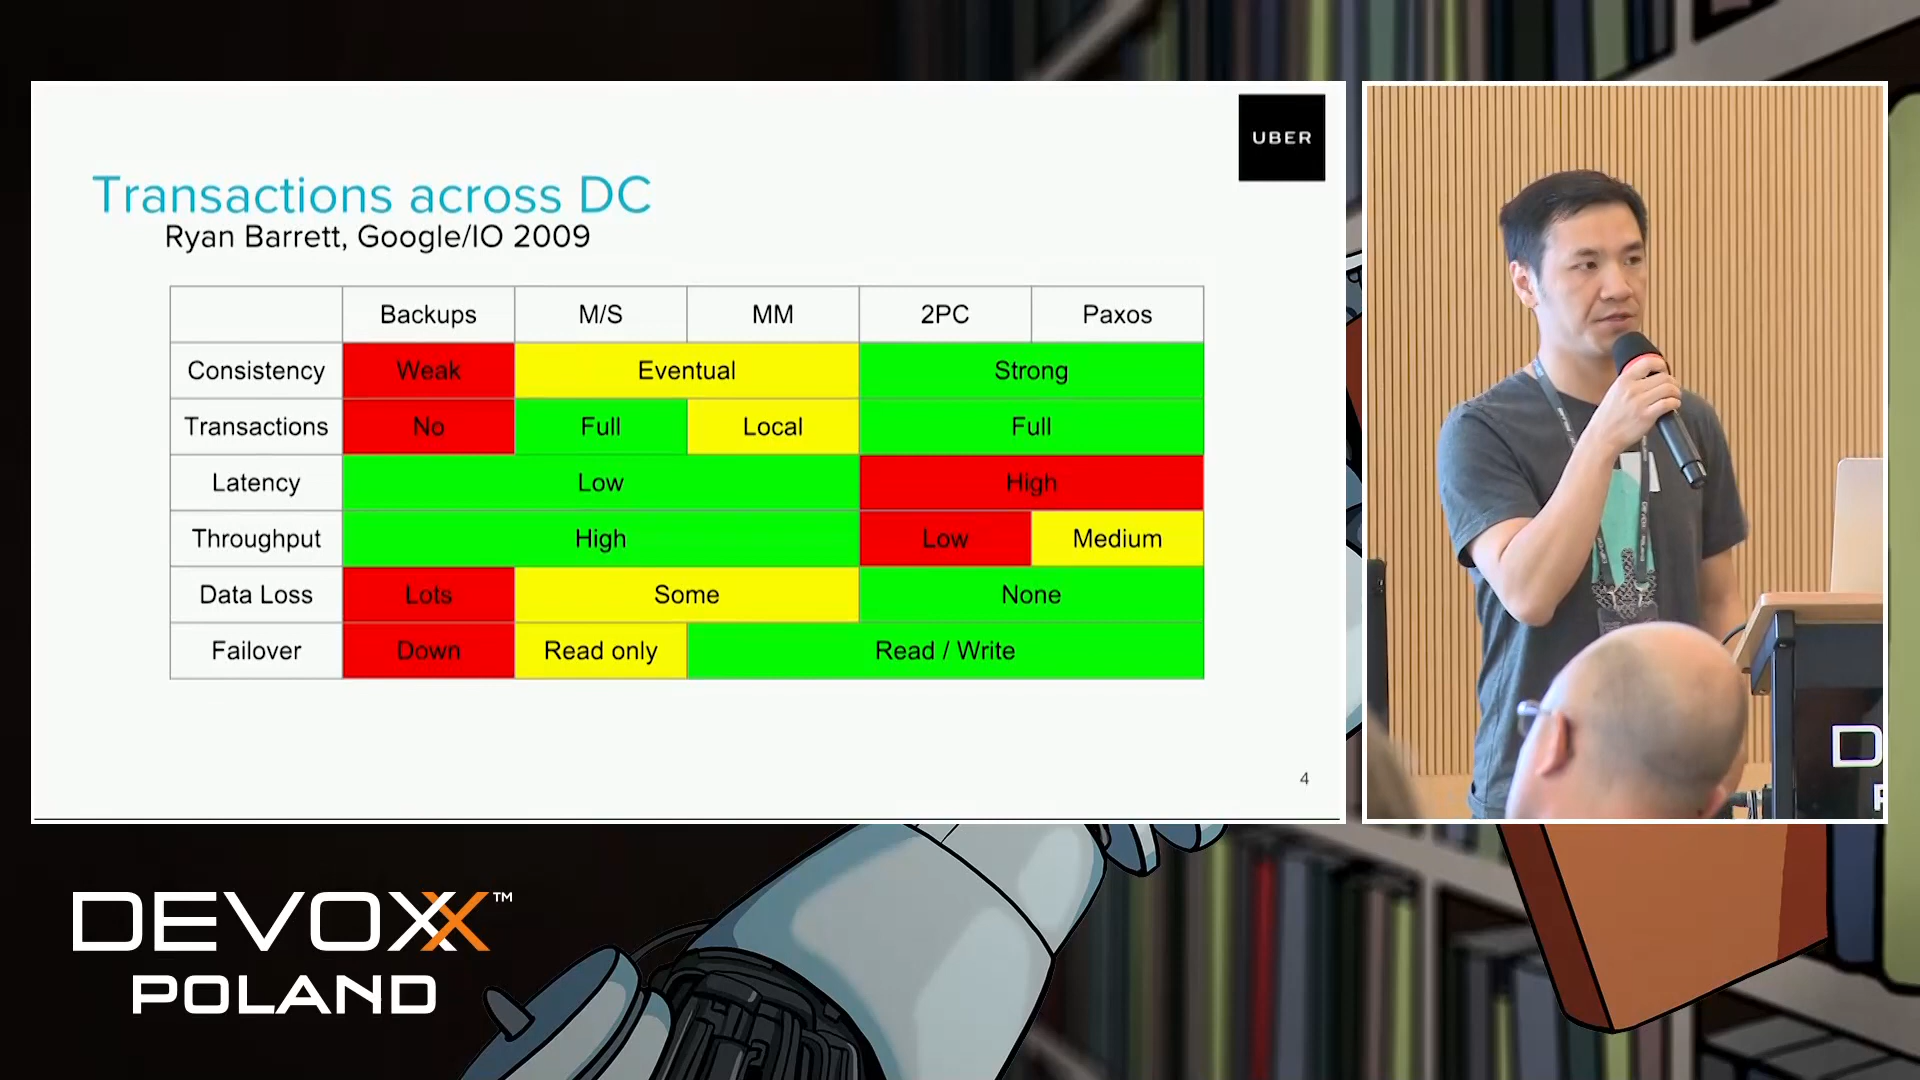 UBER
Transactions across DC
Ryan Barrett, Google/IO 2009
Backups M/S MM 2PC Paxos
Consistency Weak Eventual Strong
Transactions No Full Local Full
Latency Low High
Throughput High Low Medium
Data Loss Lots Some None
Failover Down Read only Read / Write
4
DEVOXX™
POLAND